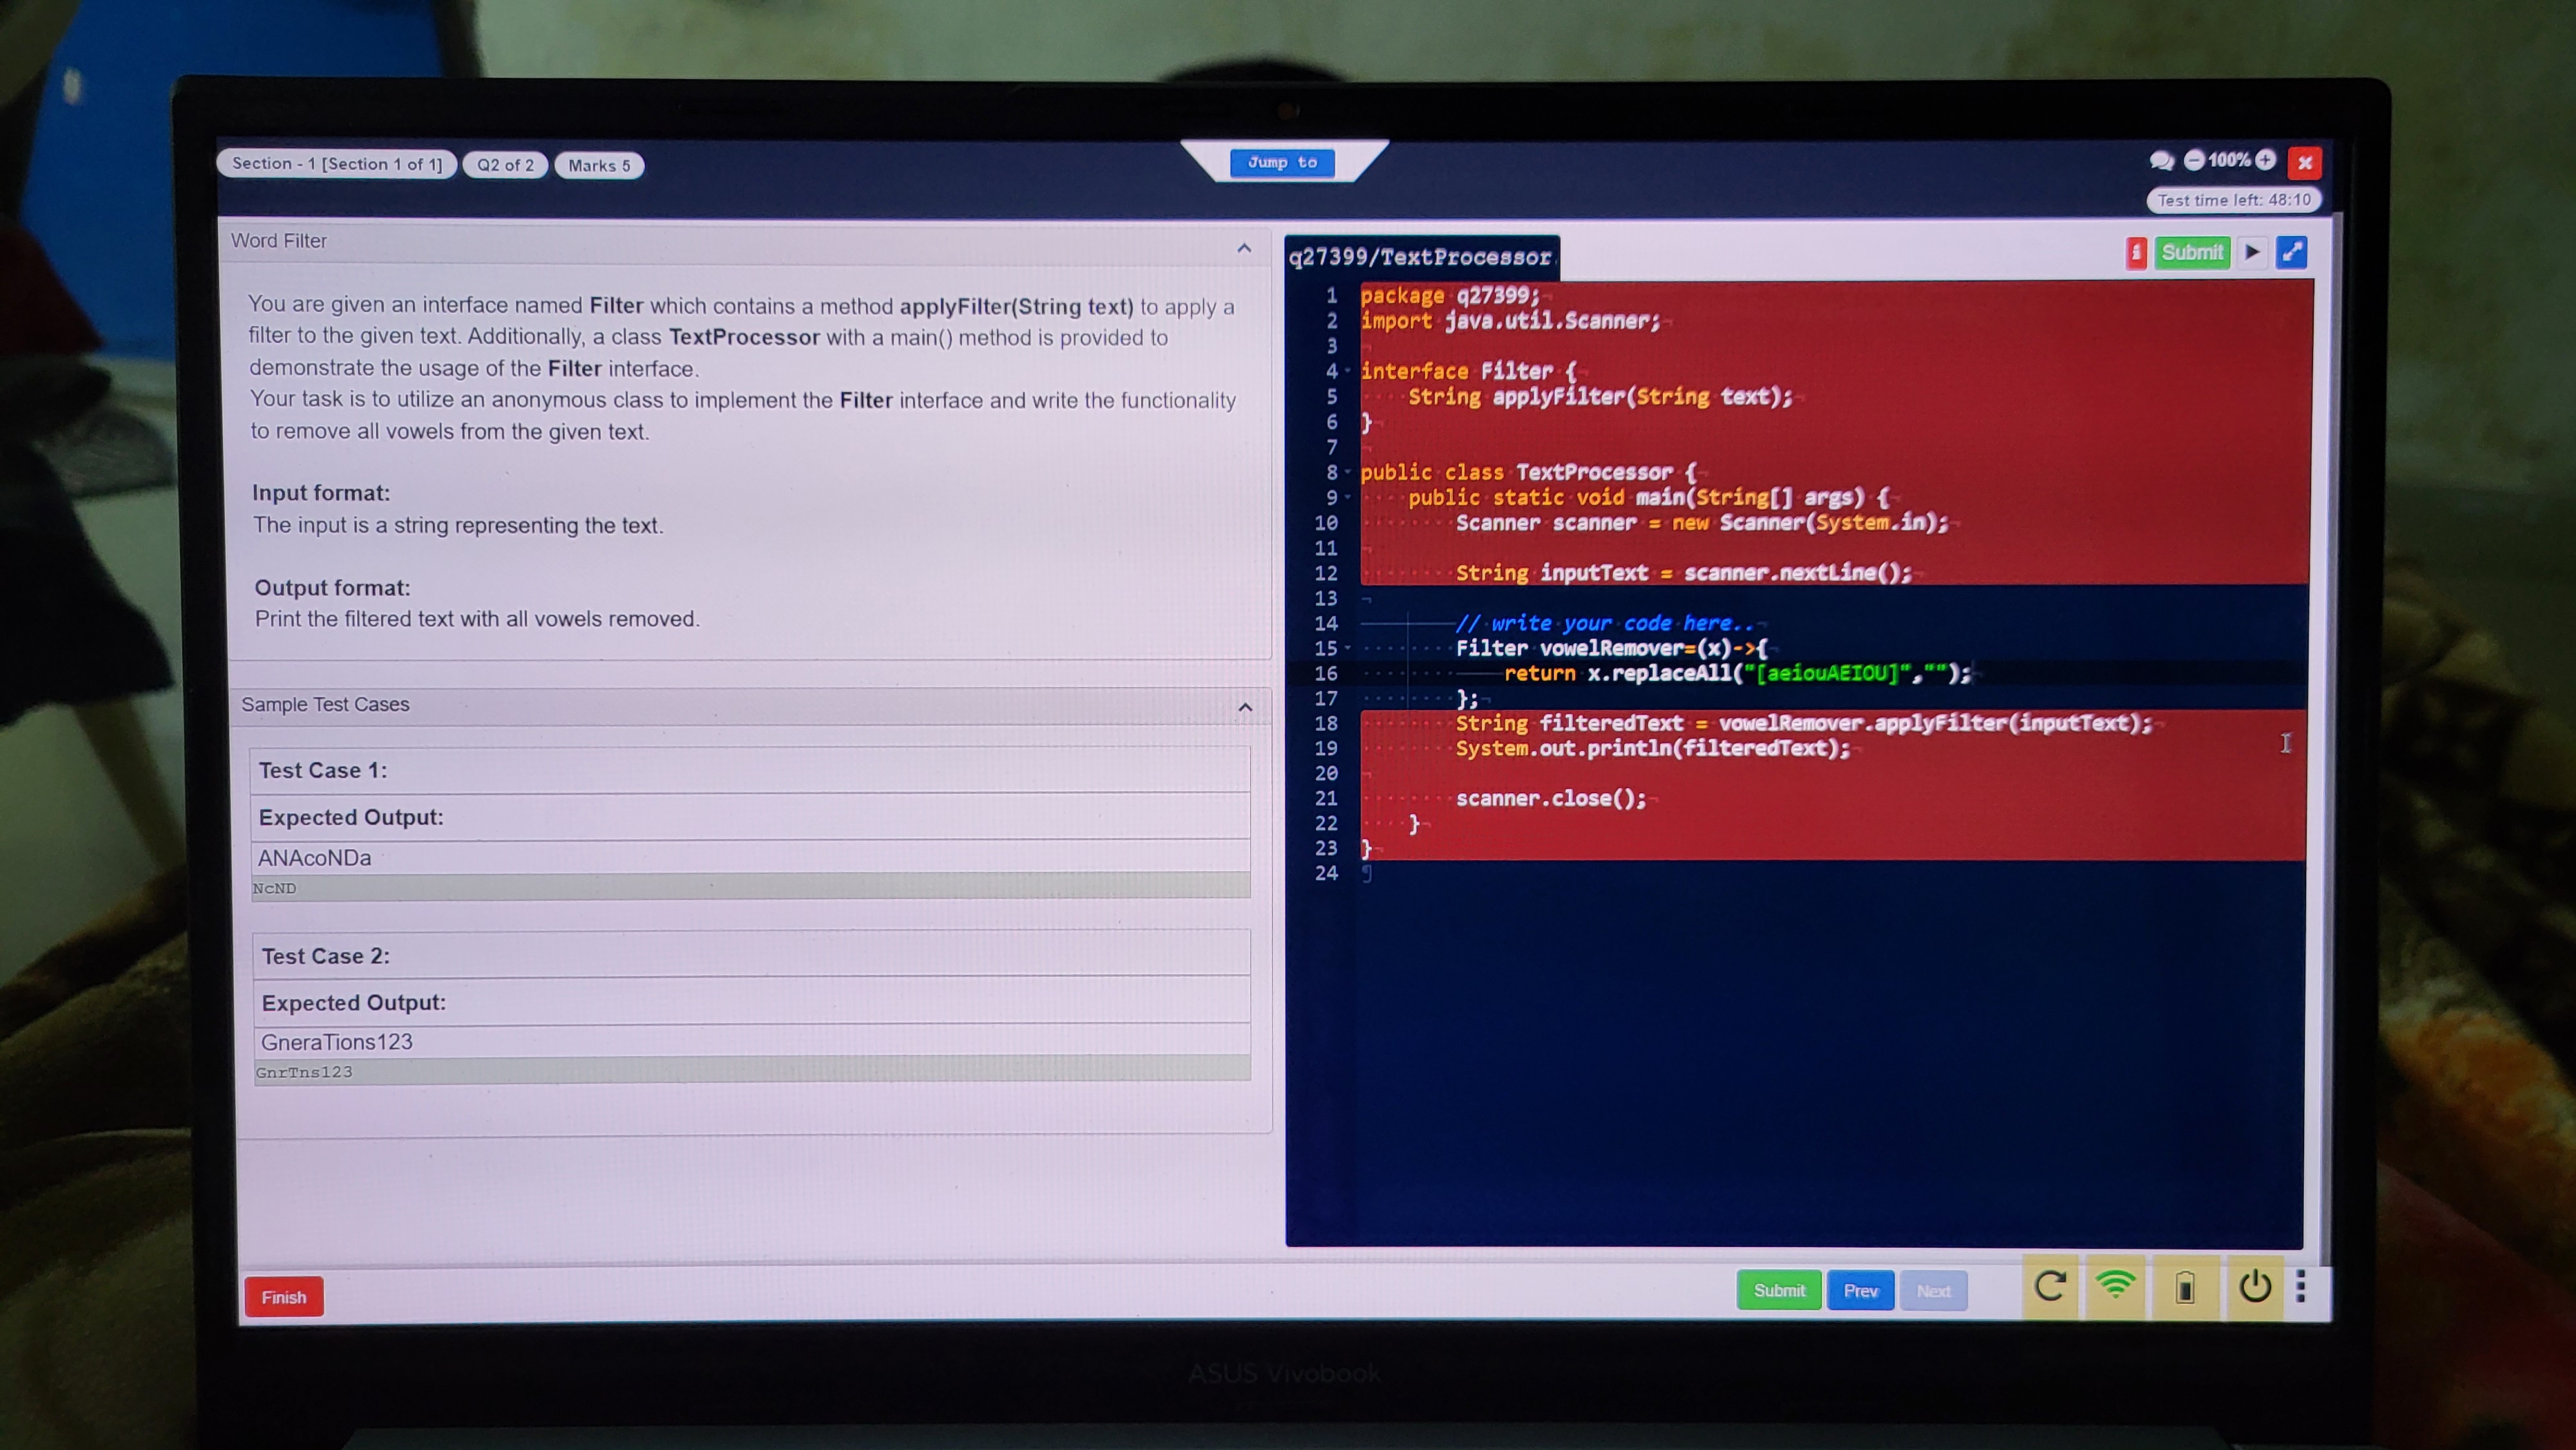 Section - 1 [Section 1 of 1] Q2 of 2 Marks 5
Jump to
100%
Test time left: 48:10
Word Filter
You are given an interface named Filter which contains a method applyFilter(String text) to apply a
filter to the given text. Additionally, a class TextProcessor with a main() method is provided to
demonstrate the usage of the Filter interface.
Your task is to utilize an anonymous class to implement the Filter interface and write the functionality
to remove all vowels from the given text.
Input format:
The input is a string representing the text.
Output format:
Print the filtered text with all vowels removed.
Sample Test Cases
Test Case 1:
Expected Output:
ANAcoNDa
NcND
Test Case 2:
Expected Output:
GneraTions123
GnrTns123
q27399/TextProcessor
Submit
1 package q27399;
2 import java.util.Scanner;
3
4 interface Filter {
5 String applyFilter(String text);
6 }
7
8 public class TextProcessor {
9 public static void main(String[] args) {
10 Scanner scanner = new Scanner(System.in);
11
12 String inputText = scanner.nextLine();
13
14 // write your code here..
15 Filter vowelRemover=(x)->{
16 return x.replaceAll("[aeiouAEIOU]","");
17 };
18 String filteredText = vowelRemover.applyFilter(inputText);
19 System.out.println(filteredText);
20
21 scanner.close();
22 }
23 }
24
Finish
Submit Prev Next
ASUS Vivobook